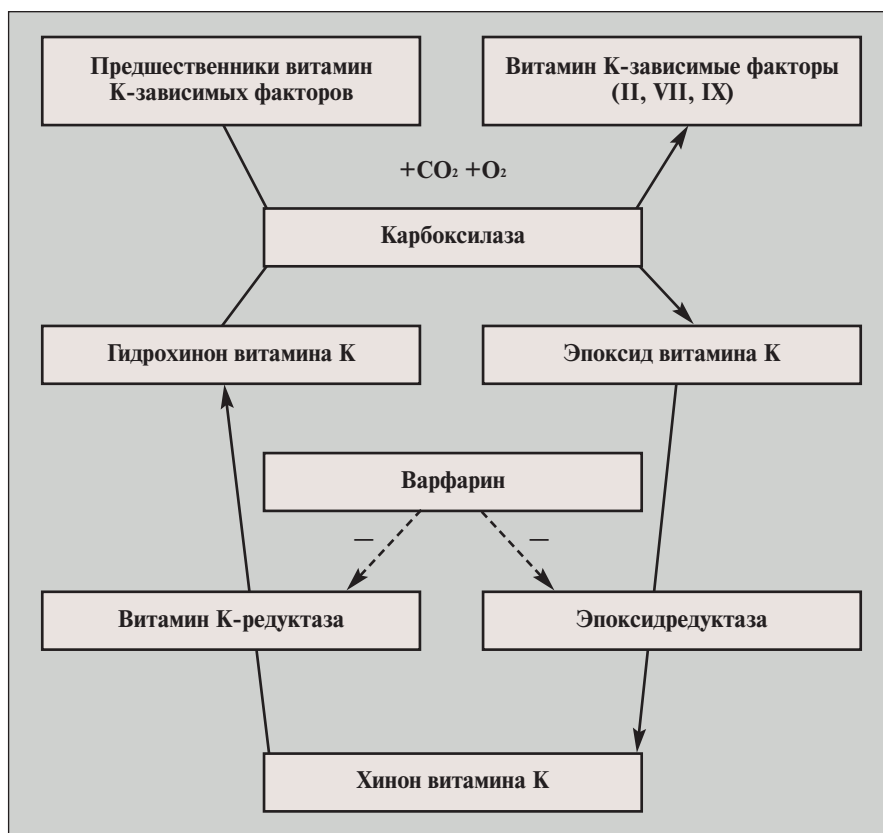 Предшественники витамин
К-зависимых факторов
Витамин К-зависимые факторы
(II, VII, IX)
+CO₂ +O₂
Карбоксилаза
Гидрохинон витамина К
Эпоксид витамина К
Варфарин
– –
Витамин К-редуктаза
Эпоксидредуктаза
Хинон витамина К